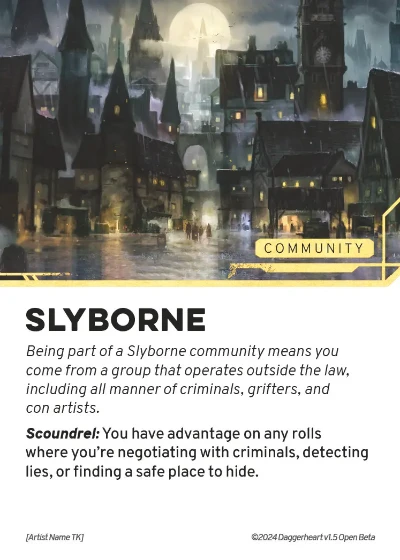 COMMUNITY
SLYBORNE
Being part of a Slyborne community means you
come from a group that operates outside the law,
including all manner of criminals, grifters, and
con artists.
Scoundrel: You have advantage on any rolls
where you’re negotiating with criminals, detecting
lies, or finding a safe place to hide.
[Artist Name TK]
©2024 Daggerheart v1.5 Open Beta